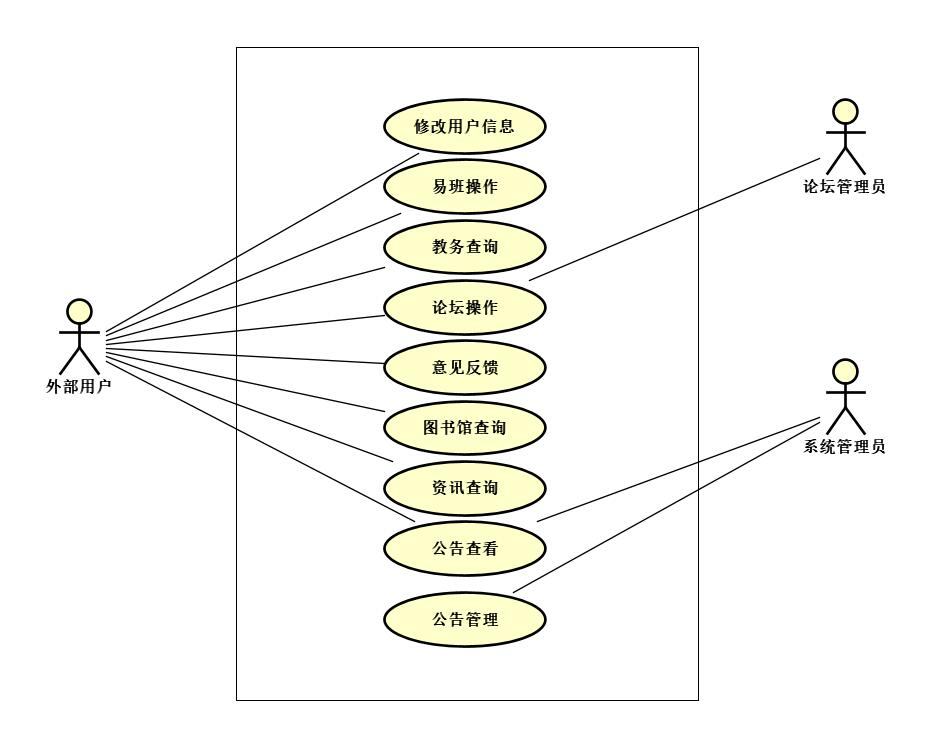 修改用户信息
易班操作
教务查询
论坛操作
意见反馈
图书馆查询
资讯查询
公告查看
公告管理
外部用户
论坛管理员
系统管理员